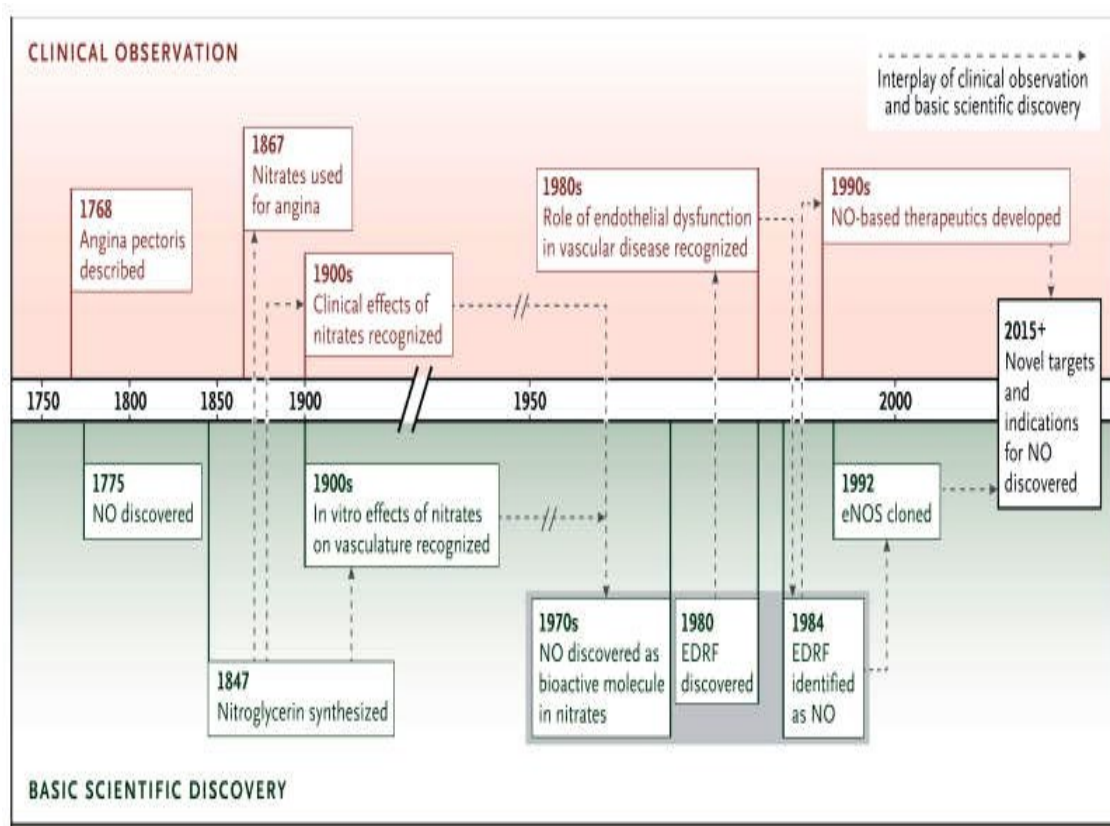 CLINICAL OBSERVATION
Interplay of clinical observation
and basic scientific discovery
1867
Nitrates used
for angina
1768
Angina pectoris
described
1900s
Clinical effects of
nitrates recognized
1980s
Role of endothelial dysfunction
in vascular disease recognized
1990s
NO-based therapeutics developed
2015+
Novel targets
and
indications
for NO
discovered
1750
1800
1850
1900
1950
2000
1775
NO discovered
1900s
In vitro effects of nitrates
on vasculature recognized
1992
eNOS cloned
1847
Nitroglycerin synthesized
1970s
NO discovered as
bioactive molecule
in nitrates
1980
EDRF
discovered
1984
EDRF
identified
as NO
BASIC SCIENTIFIC DISCOVERY